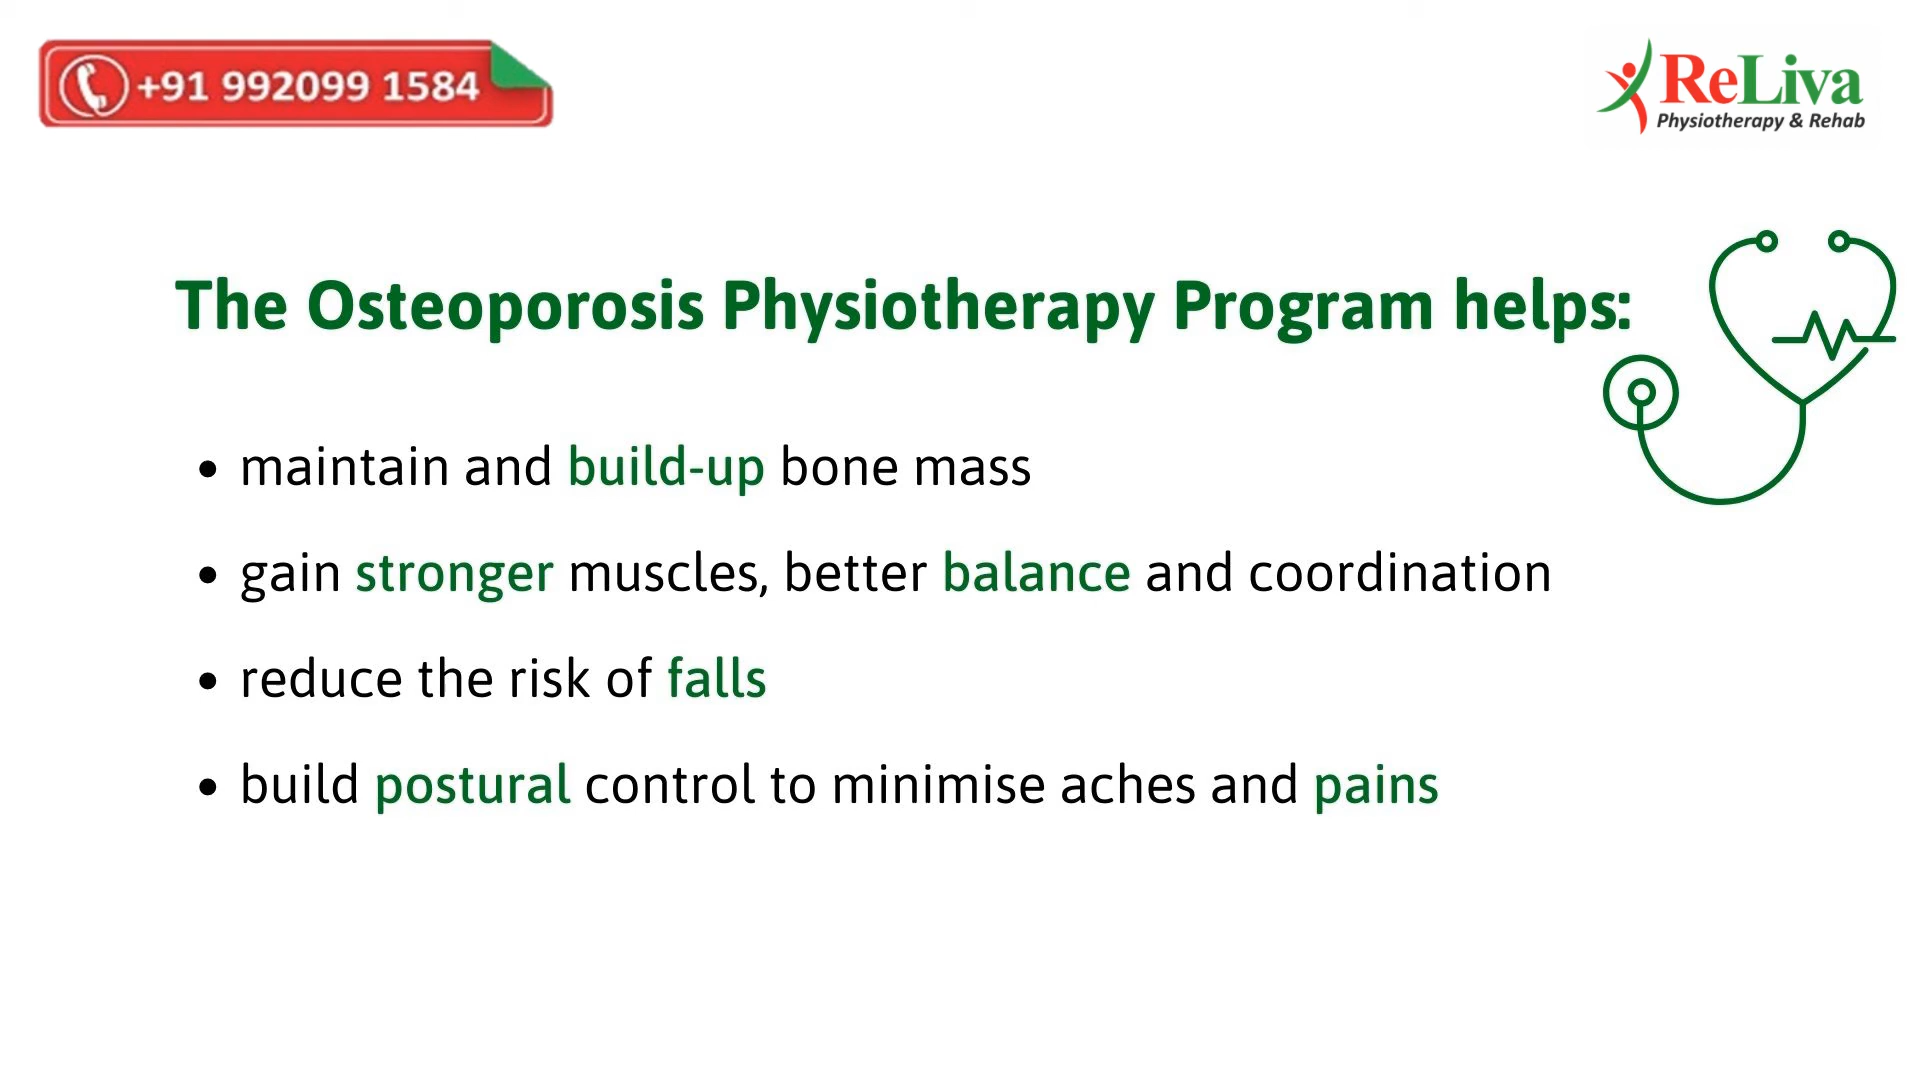 +91 992099 1584
ReLiva
Physiotherapy & Rehab
The Osteoporosis Physiotherapy Program helps:
• maintain and build-up bone mass
• gain stronger muscles, better balance and coordination
• reduce the risk of falls
• build postural control to minimise aches and pains